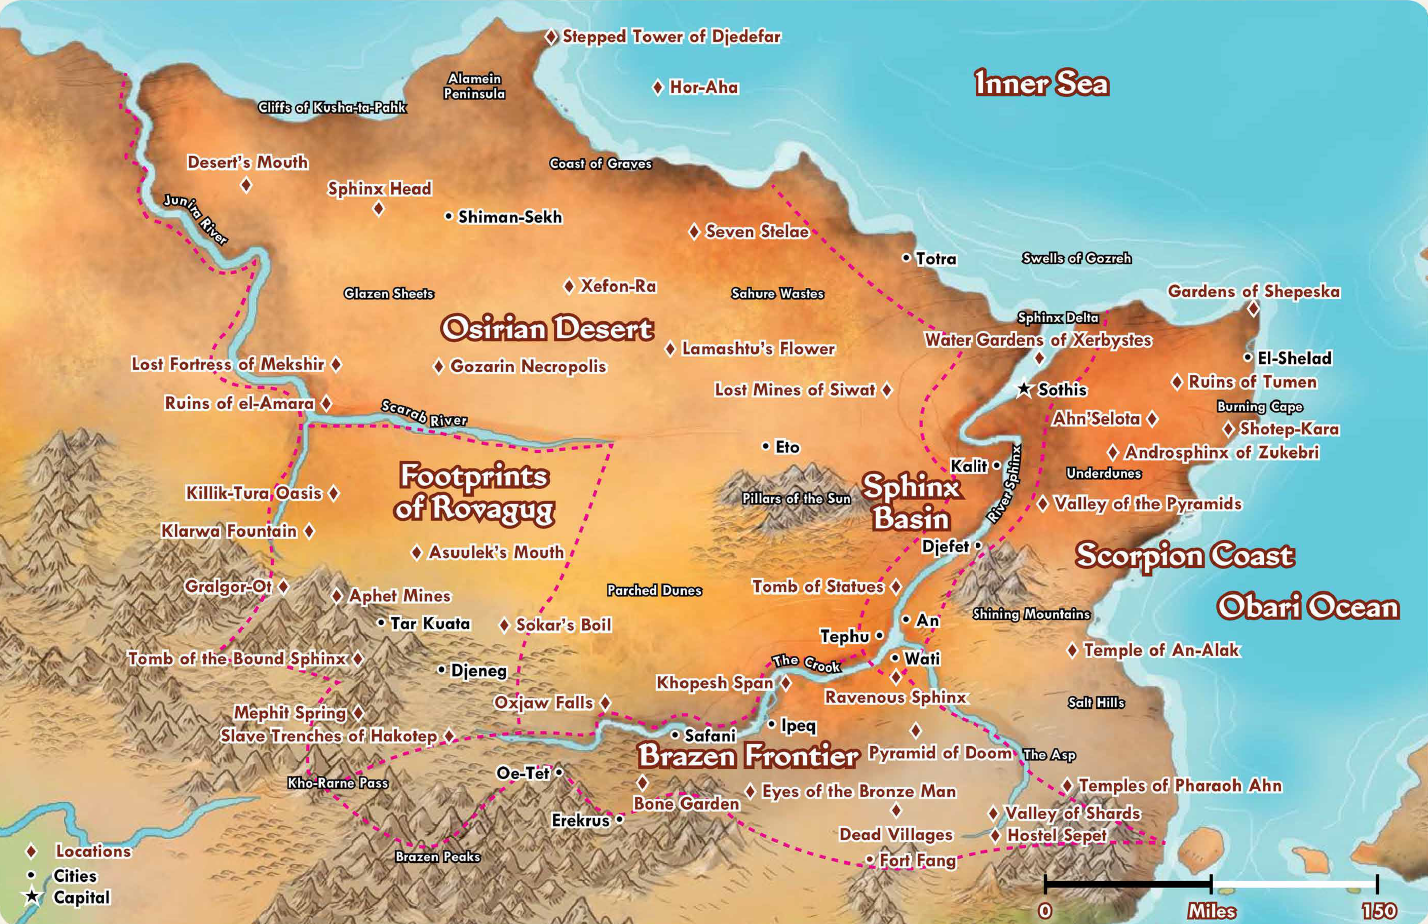 Stepped Tower of Djedefar
Hor-Aha
Inner Sea
Alamein
Peninsula
Cliffs of Kusha-ta-Pahk
Coast of Graves
Desert's Mouth
Sphinx Head
Junira River
Shiman-Sekh
Seven Stelae
Totra
Swells of Gozreh
Glazen Sheets
Xefon-Ra
Sahure Wastes
Gardens of Shepeska
Sphinx Delta
Osirian Desert
Water Gardens of Xerbystes
Lamashtu's Flower
El-Shelad
Lost Fortress of Mekshir
Gozarin Necropolis
Lost Mines of Siwat
Sothis
Ruins of Tumen
Ruins of el-Amara
Scarab River
Ahn'Selota
Burning Cape
Shotep-Kara
Eto
Androsphinx of Zukebri
Kalit
Underdunes
Footprints
of Rovagug
Killik-Tura Oasis
Pillars of the Sun
Sphinx
Basin
River Sphinx
Valley of the Pyramids
Klarwa Fountain
Asuulek's Mouth
Djefet
Scorpion Coast
Gralgor-Ot
Aphet Mines
Parched Dunes
Tomb of Statues
Obari Ocean
Tar Kuata
Sokar's Boil
Shining Mountains
An
Tephu
Tomb of the Bound Sphinx
Djeneg
The Crook
Wati
Temple of An-Alak
Khopesh Span
Ravenous Sphinx
Oxjaw Falls
Salt Hills
Mephit Spring
Slave Trenches of Hakotep
Safani
Ipeq
Brazen Frontier
Pyramid of Doom
The Asp
Kho-Rarne Pass
Oe-Tet
Bone Garden
Eyes of the Bronze Man
Temples of Pharaoh Ahn
Erekrus
Dead Villages
Valley of Shards
Hostel Sepet
Brazen Peaks
Fort Fang
Locations
Cities
Capital
0 Miles 150